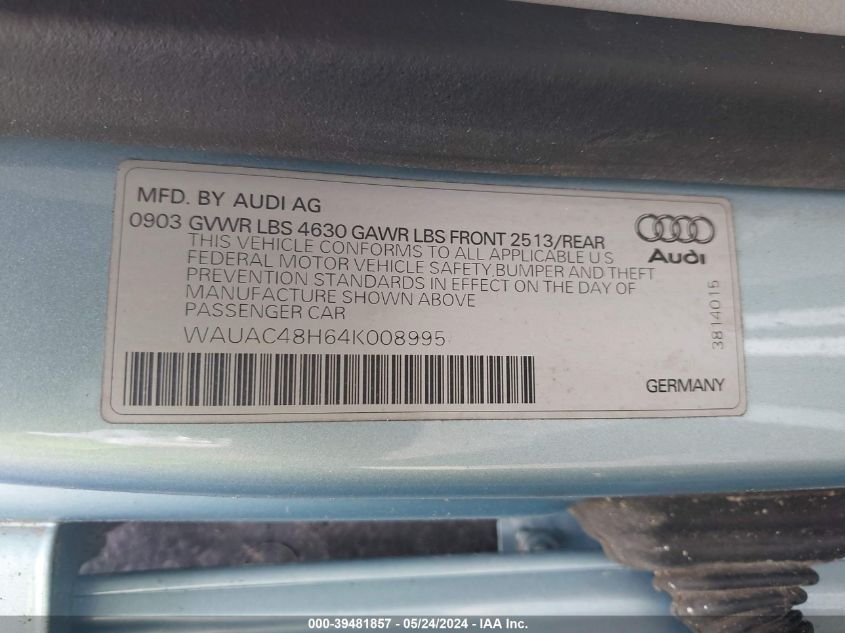 MFD. BY AUDI AG
0903 GVWR LBS 4630 GAWR LBS FRONT 2513/REAR
THIS VEHICLE CONFORMS TO ALL APPLICABLE U S
FEDERAL MOTOR VEHICLE SAFETY,BUMPER AND THEFT
PREVENTION STANDARDS IN EFFECT ON THE DAY OF
MANUFACTURE SHOWN ABOVE
PASSENGER CAR
WAUAC48H64K008995
Audi
3814015
GERMANY
000-39481857 - 05/24/2024 - IAA Inc.